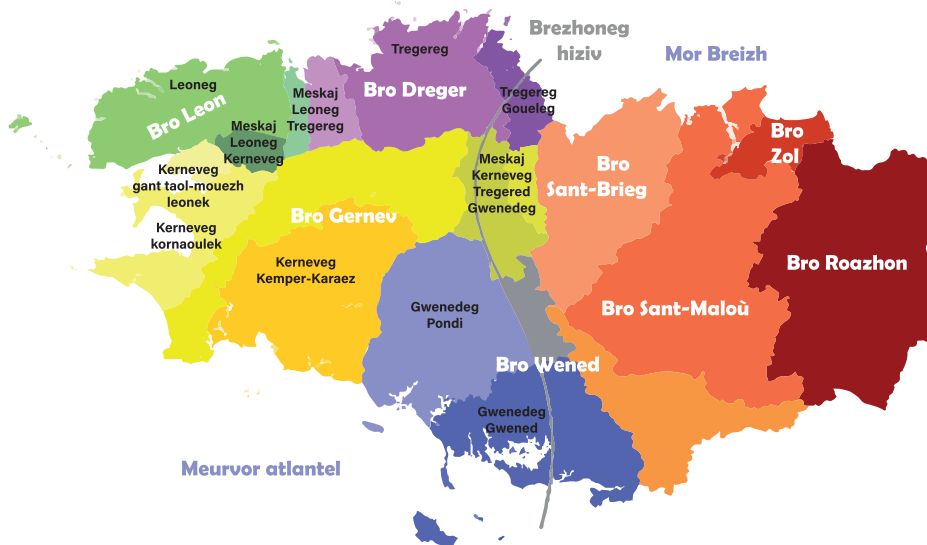 Brezhoneg
hiziv
Mor Breizh
Tregereg
Leoneg
Bro Leon
Meskaj
Leoneg
Tregereg
Bro Dreger
Tregereg
Goueleg
Meskaj
Leoneg
Kerneveg
Bro
Zol
Kerneveg
gant taol-mouezh
leonek
Meskaj
Kerneveg
Tregered
Gwenedeg
Bro
Sant-Brieg
Bro Gernev
Kerneveg
kornaoulek
Kerneveg
Kemper-Karaez
Bro Roazhon
Gwenedeg
Pondi
Bro Sant-Maloù
Bro Wened
Gwenedeg
Gwened
Meurvor atlantel